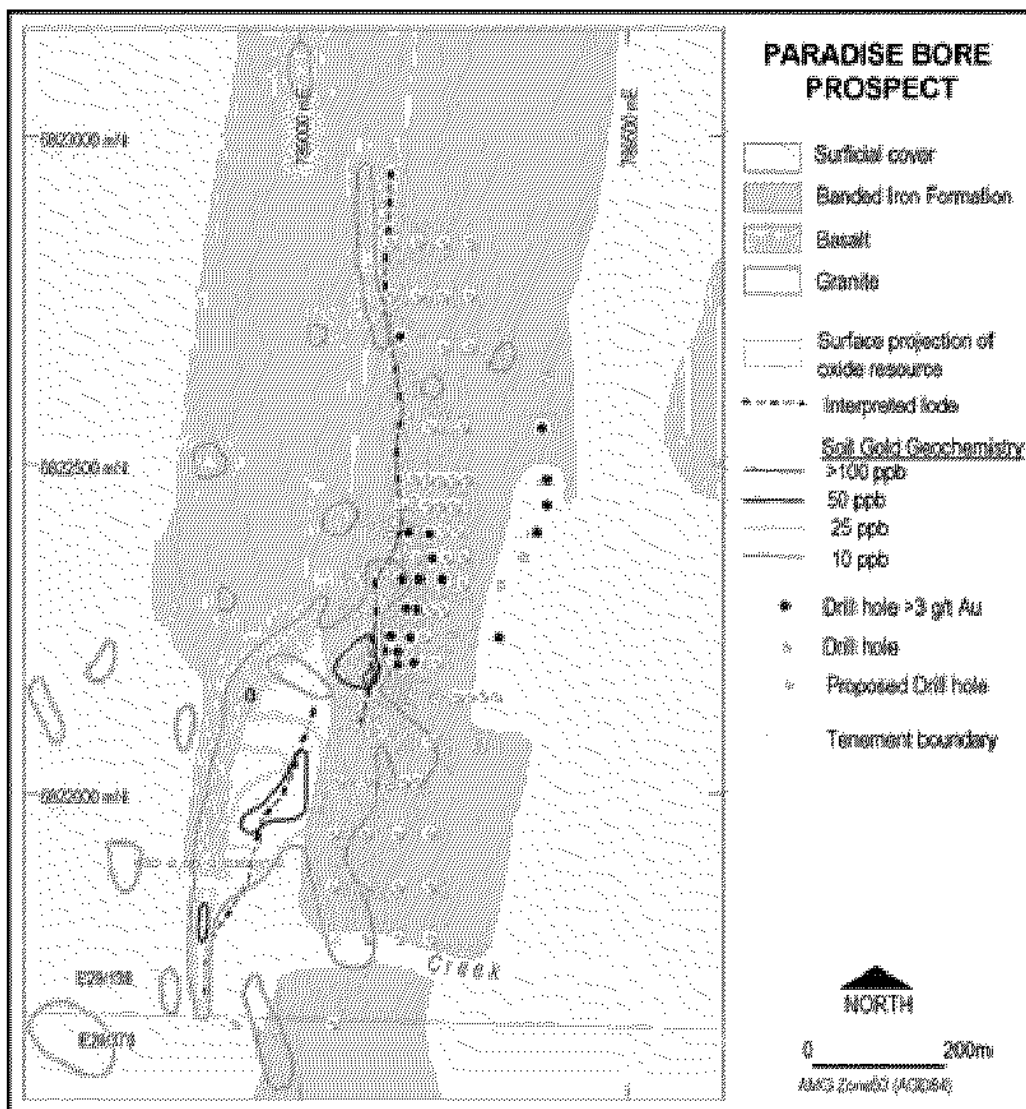 PARADISE BORE
PROSPECT
Surficial cover
Banded Iron Formation
Basalt
Granite
Surface projection of
oxide resource
Interpreted lode
Soil Gold Geochemistry
>100 ppb
50 ppb
25 ppb
10 ppb
Drill hole >3 g/t Au
Drill hole
Proposed Drill hole
Tenement boundary
Creek
NORTH
0 200m